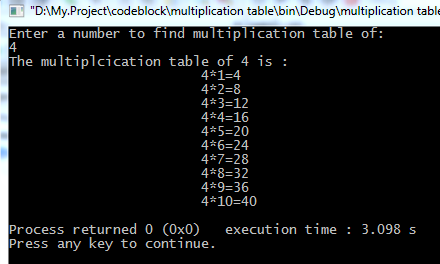 "D:\My.Project\codeblock\multiplication table\bin\Debug\multiplication table
Enter a number to find multiplication table of:
4
The multiplcication table of 4 is :
4*1=4
4*2=8
4*3=12
4*4=16
4*5=20
4*6=24
4*7=28
4*8=32
4*9=36
4*10=40
Process returned 0 (0x0)   execution time : 3.098 s
Press any key to continue.